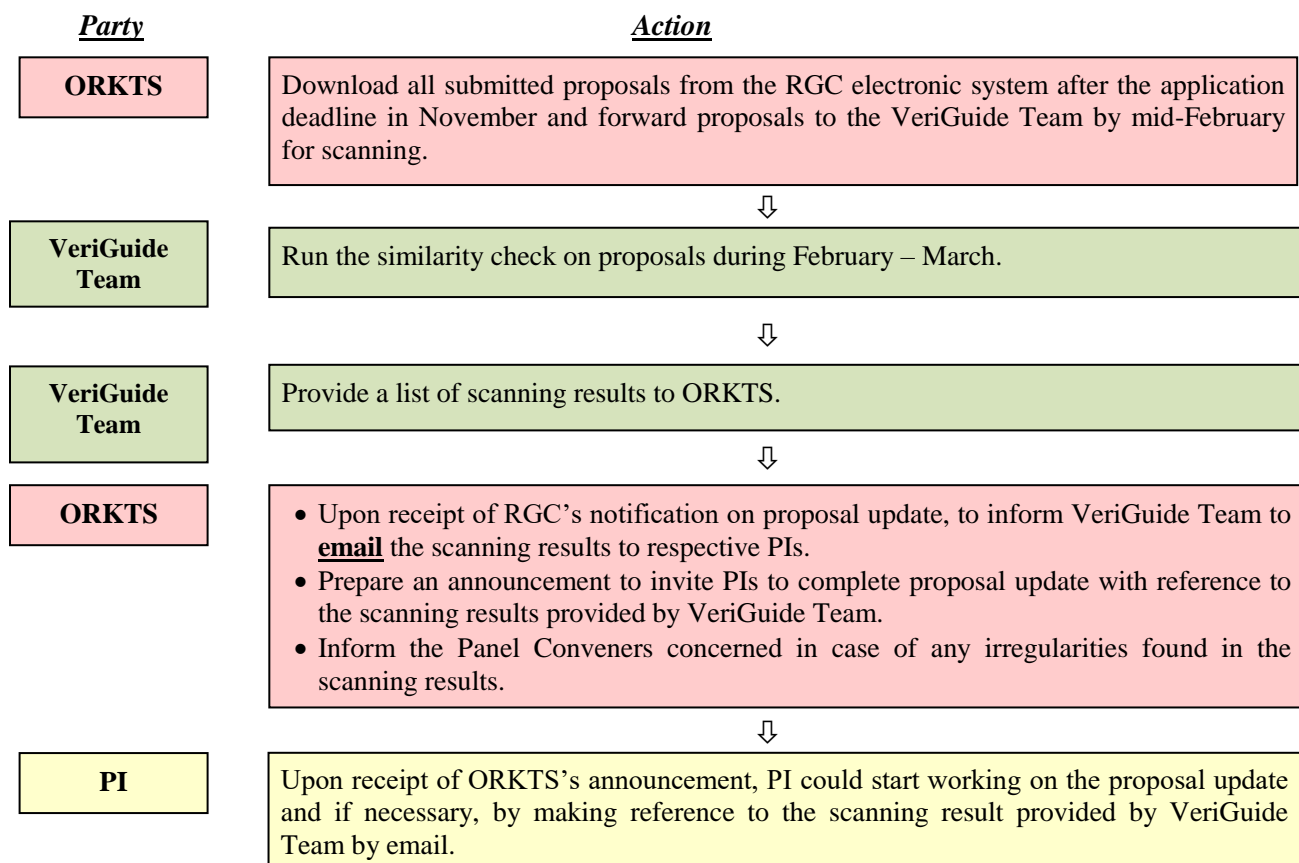 Party Action
ORKTS
Download all submitted proposals from the RGC electronic system after the application
deadline in November and forward proposals to the VeriGuide Team by mid-February
for scanning.
⇩
VeriGuide
Team
Run the similarity check on proposals during February – March.
⇩
VeriGuide
Team
Provide a list of scanning results to ORKTS.
⇩
ORKTS
• Upon receipt of RGC’s notification on proposal update, to inform VeriGuide Team to
email the scanning results to respective PIs.
• Prepare an announcement to invite PIs to complete proposal update with reference to
the scanning results provided by VeriGuide Team.
• Inform the Panel Conveners concerned in case of any irregularities found in the
scanning results.
⇩
PI
Upon receipt of ORKTS’s announcement, PI could start working on the proposal update
and if necessary, by making reference to the scanning result provided by VeriGuide
Team by email.